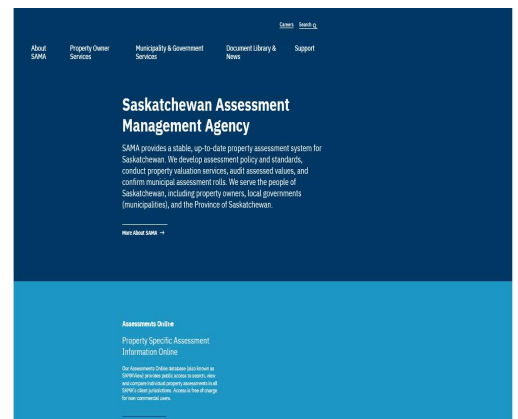 Careers Search
About SAMA
Property Owner Services
Municipality & Government Services
Document Library & News
Support
Saskatchewan Assessment
Management Agency
SAMA provides a stable, up-to-date property assessment system for
Saskatchewan. We develop assessment policy and standards,
conduct property valuation services, audit assessed values, and
confirm municipal assessment rolls. We serve the people of
Saskatchewan, including property owners, local governments
(municipalities), and the Province of Saskatchewan.
More About SAMA →
Assessments Online
Property Specific Assessment
Information Online
Our Assessments Online database (also known as
SAMAView) provides public access to search, view
and compare individual property assessments in all
SAMA's client jurisdictions. Access is free of charge
for non-commercial users.